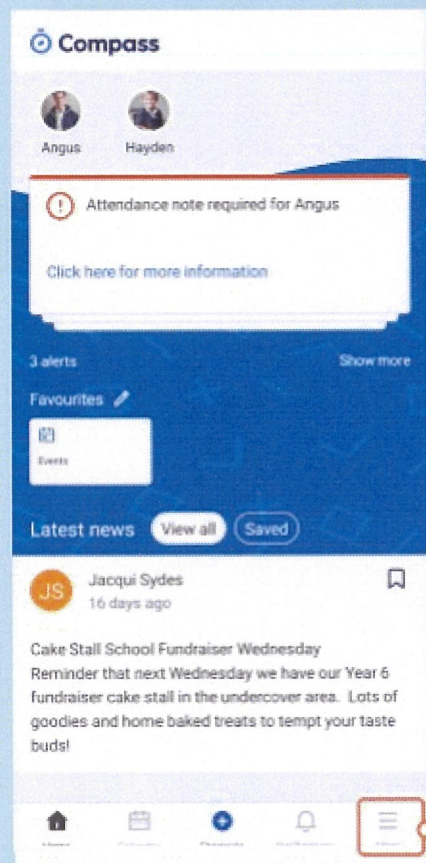 Compass
Angus Hayden
Attendance note required for Angus
Click here for more information
3 alerts Show more
Favourites
Events
Latest news View all Saved
JS Jacqui Sydes
16 days ago
Cake Stall School Fundraiser Wednesday
Reminder that next Wednesday we have our Year 6
fundraiser cake stall in the undercover area. Lots of
goodies and home baked treats to tempt your taste
buds!